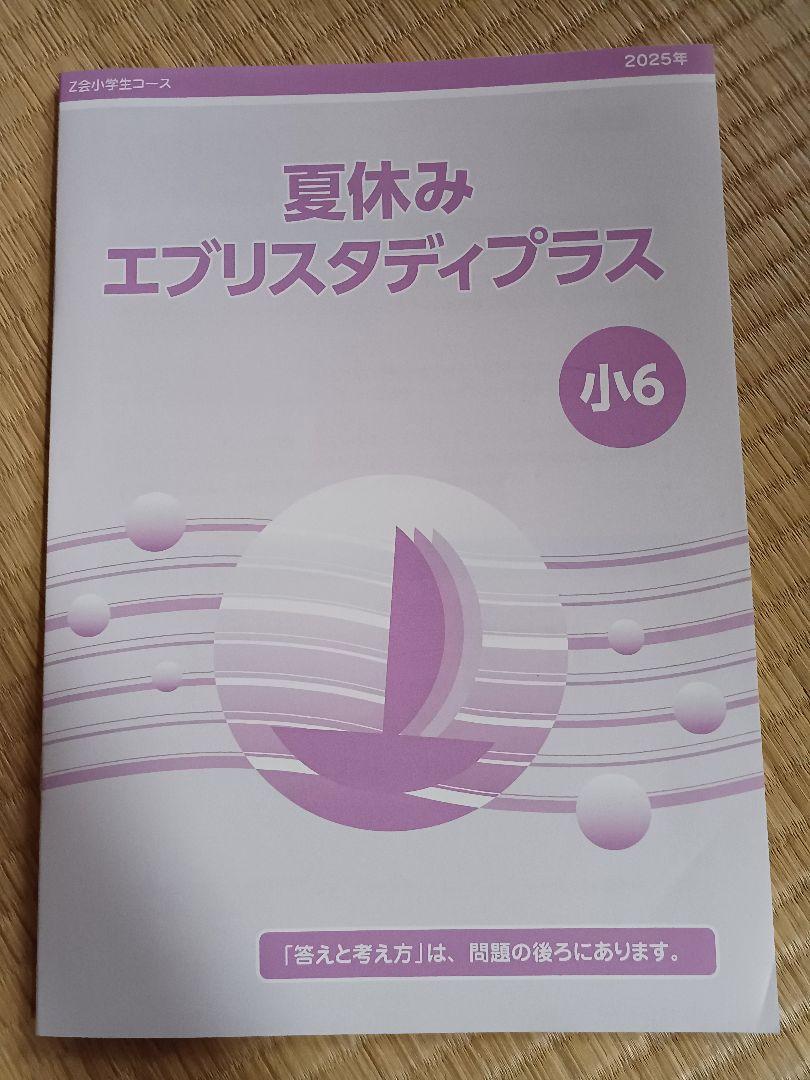 Z会小学生コース
2025年
夏休み
エブリスタディプラス
小6
「答えと考え方」は、問題の後ろにあります。